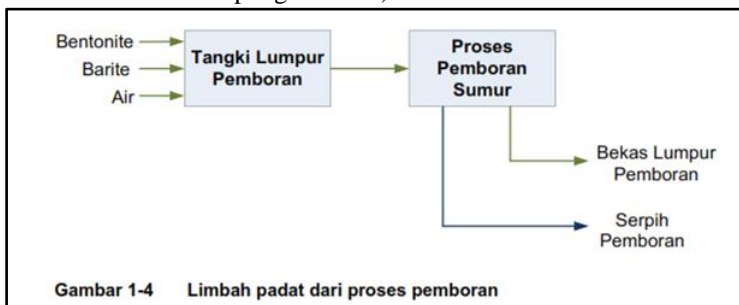 Bentonite
Barite
Air
Tangki Lumpur
Pemboran
Proses
Pemboran
Sumur
Bekas Lumpur
Pemboran
Serpih
Pemboran
Gambar 1-4 Limbah padat dari proses pemboran